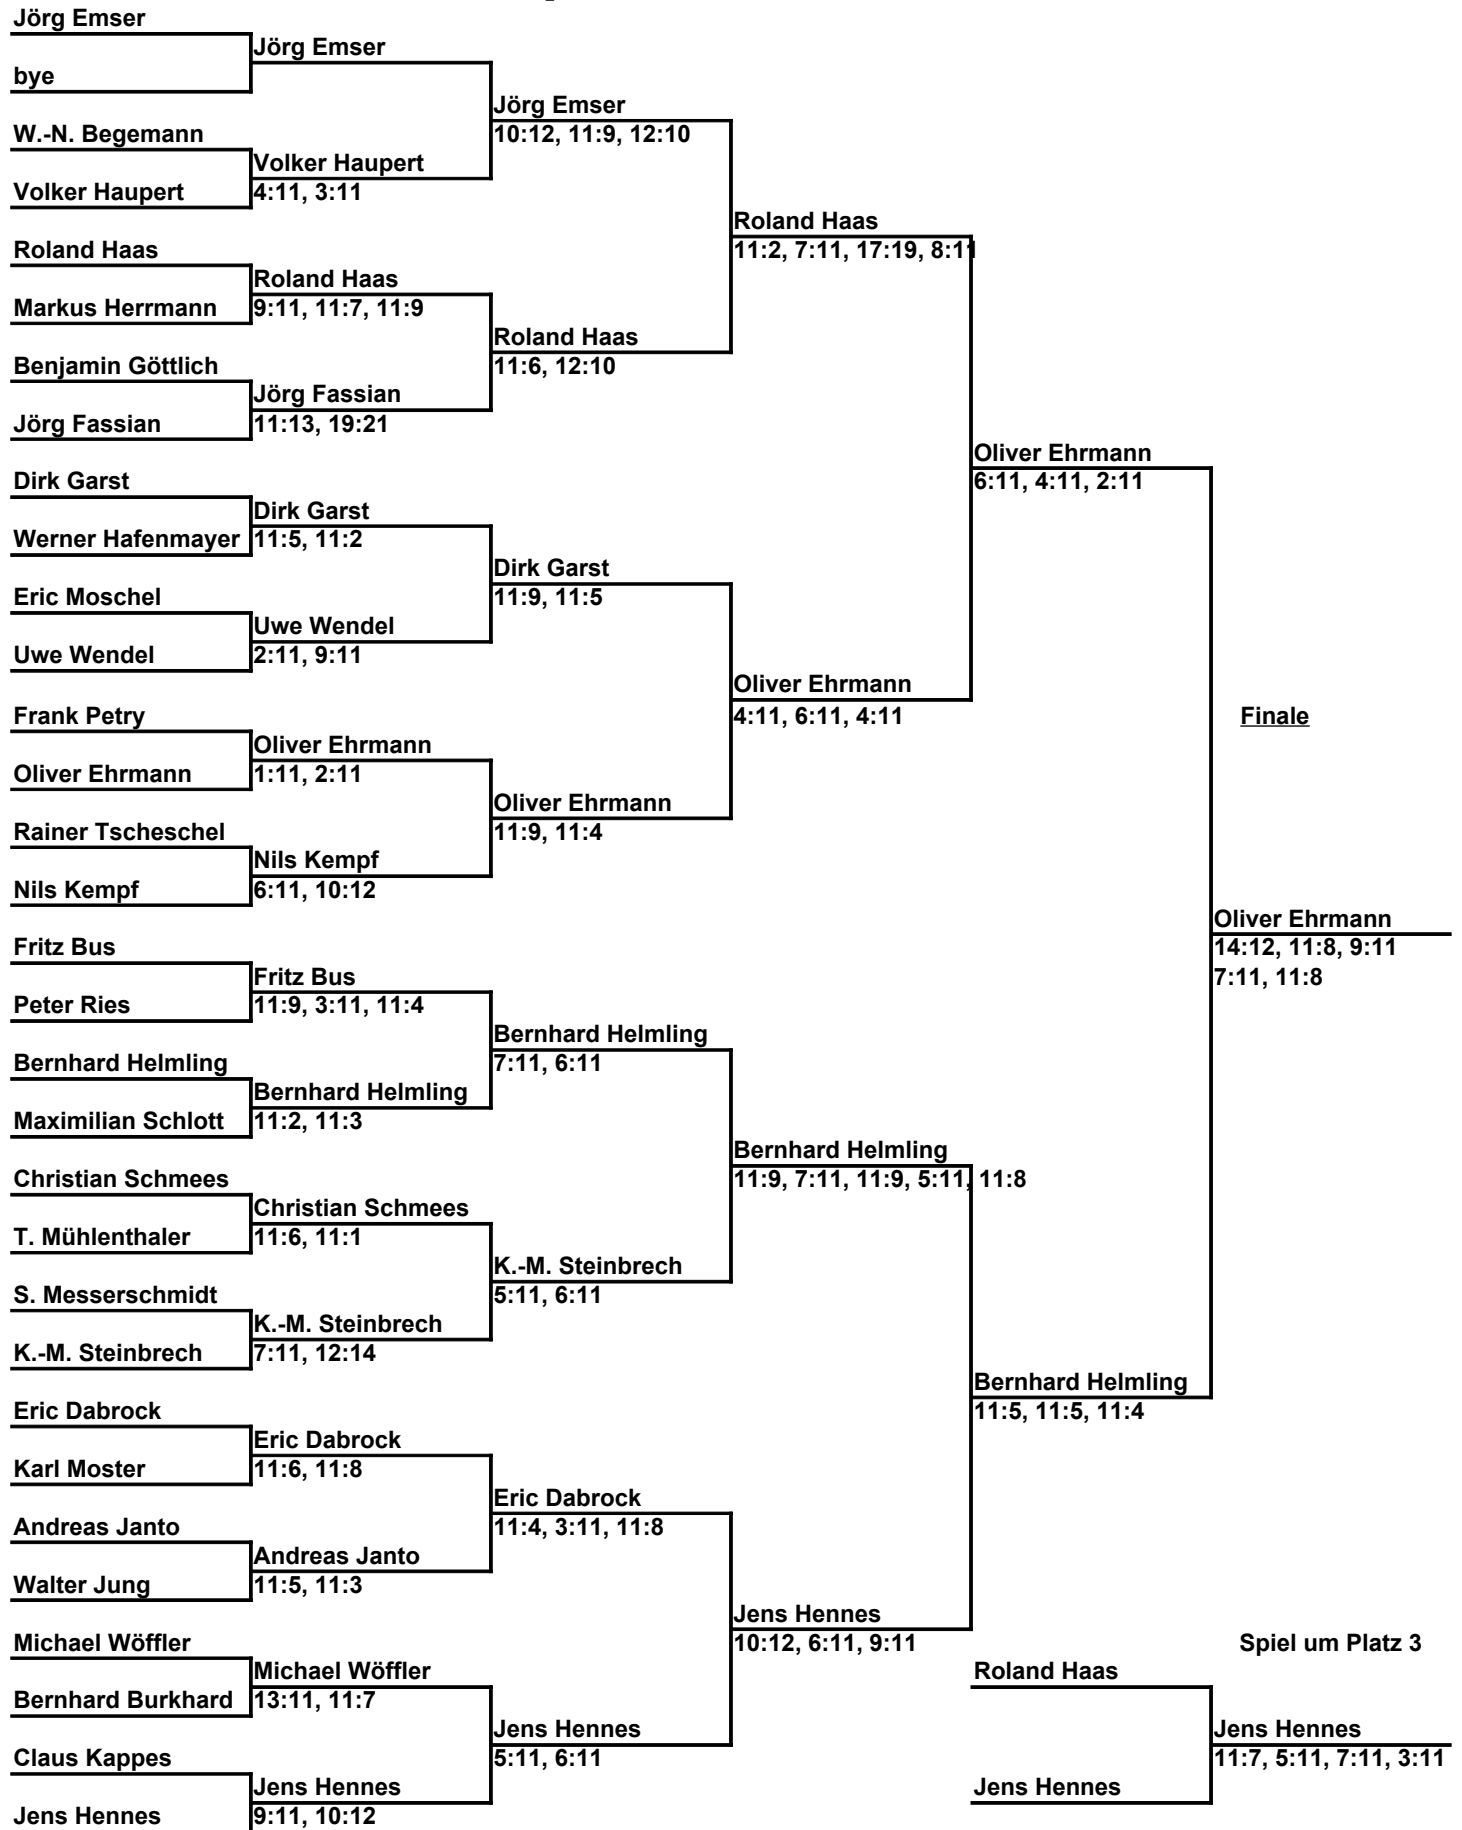 Jörg Emser
bye
W.-N. Begemann
Volker Haupert
Roland Haas
Markus Herrmann
Benjamin Göttlich
Jörg Fassian
Dirk Garst
Werner Hafenmayer
Eric Moschel
Uwe Wendel
Frank Petry
Oliver Ehrmann
Rainer Tscheschel
Nils Kempf
Fritz Bus
Peter Ries
Bernhard Helmling
Maximilian Schlott
Christian Schmees
T. Mühlenthaler
S. Messerschmidt
K.-M. Steinbrech
Eric Dabrock
Karl Moster
Andreas Janto
Walter Jung
Michael Wöffler
Bernhard Burkhard
Claus Kappes
Jens Hennes
Jörg Emser
Volker Haupert
4:11, 3:11
Roland Haas
9:11, 11:7, 11:9
Jörg Fassian
11:13, 19:21
Dirk Garst
11:5, 11:2
Uwe Wendel
2:11, 9:11
Oliver Ehrmann
1:11, 2:11
Nils Kempf
6:11, 10:12
Fritz Bus
11:9, 3:11, 11:4
Bernhard Helmling
11:2, 11:3
Christian Schmees
11:6, 11:1
K.-M. Steinbrech
7:11, 12:14
Eric Dabrock
11:6, 11:8
Andreas Janto
11:5, 11:3
Michael Wöffler
13:11, 11:7
Jens Hennes
9:11, 10:12
Jörg Emser
10:12, 11:9, 12:10
Roland Haas
11:6, 12:10
Dirk Garst
11:9, 11:5
Oliver Ehrmann
11:9, 11:4
Bernhard Helmling
7:11, 6:11
K.-M. Steinbrech
5:11, 6:11
Eric Dabrock
11:4, 3:11, 11:8
Jens Hennes
5:11, 6:11
Roland Haas
11:2, 7:11, 17:19, 8:11
Oliver Ehrmann
4:11, 6:11, 4:11
Bernhard Helmling
11:9, 7:11, 11:9, 5:11, 11:8
Jens Hennes
10:12, 6:11, 9:11
Oliver Ehrmann
6:11, 4:11, 2:11
Bernhard Helmling
11:5, 11:5, 11:4
Finale
Oliver Ehrmann
14:12, 11:8, 9:11
7:11, 11:8
Spiel um Platz 3
Roland Haas
Jens Hennes
Jens Hennes
11:7, 5:11, 7:11, 3:11